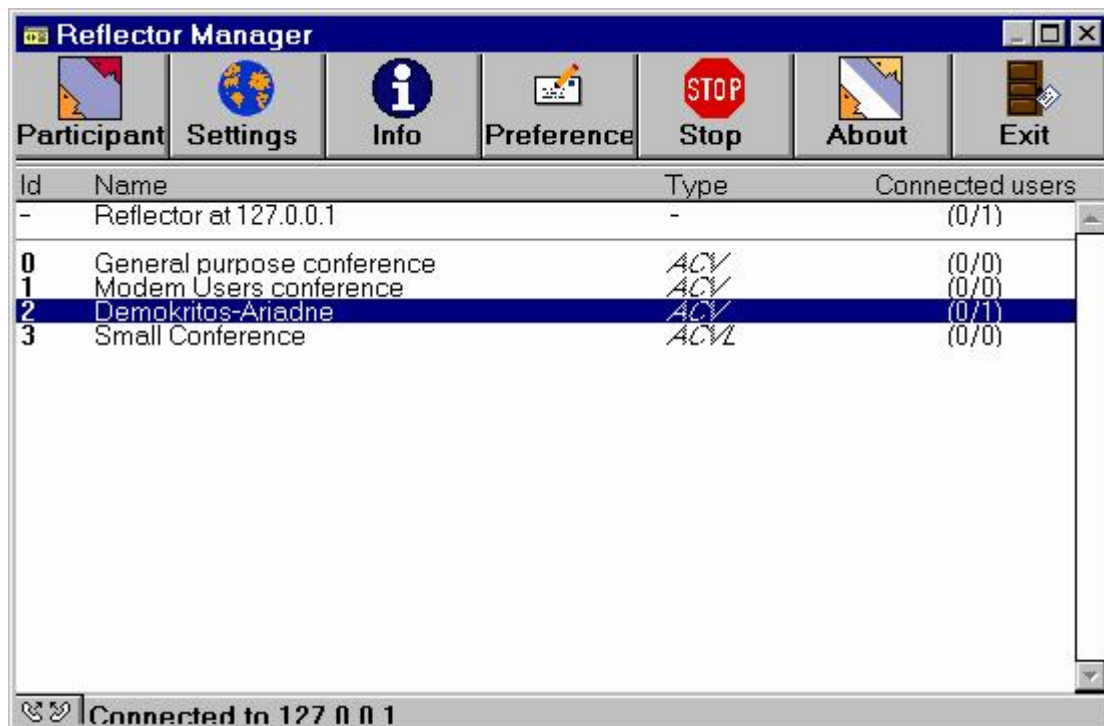 Reflector Manager
Participant Settings Info Preference STOP Stop About Exit
Id Name Type Connected users
- Reflector at 127.0.0.1 - (0/1)
0 General purpose conference ACV (0/0)
1 Modem Users conference ACV (0/0)
2 Demokritos-Ariadne ACV (0/1)
3 Small Conference ACVL (0/0)
Connected to 127.0.0.1